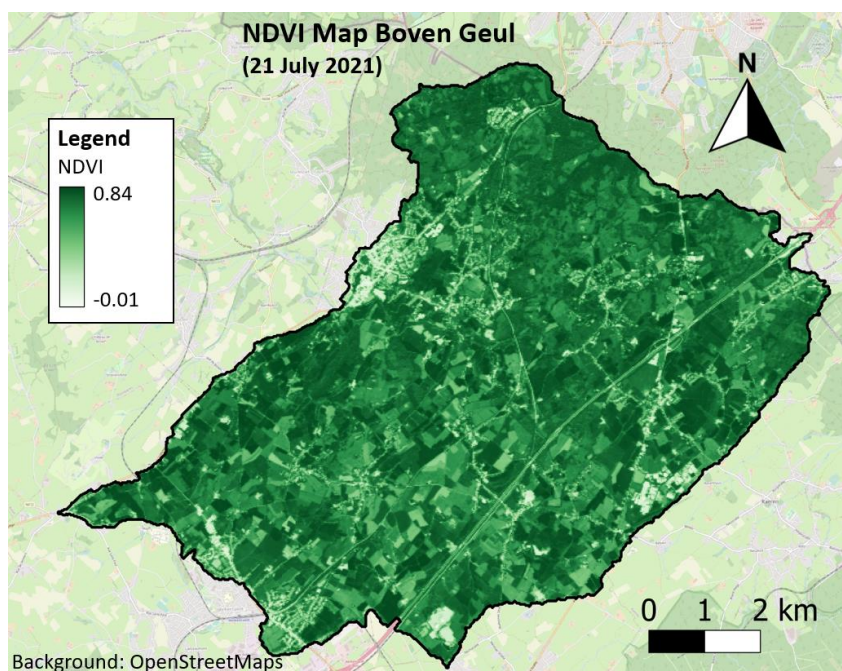 NDVI Map Boven Geul
(21 July 2021)
N
Legend
NDVI
0.84
-0.01
0 1 2 km
Background: OpenStreetMaps